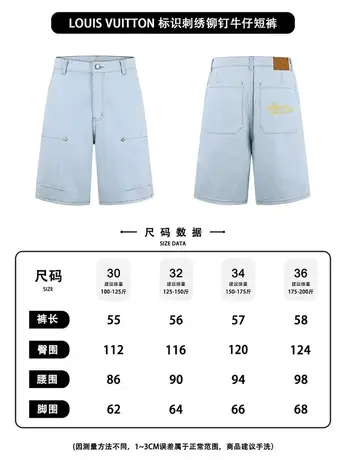 LOUIS VUITTON 标识刺绣铆钉牛仔短裤
尺码数据
SIZE DATA
尺码 30 32 34 36
SIZE 建议体重 建议体重 建议体重 建议体重
100-125斤 125-150斤 150-175斤 175-200斤
裤长 55 56 57 58
臀围 112 116 120 124
腰围 86 90 94 98
脚围 62 64 66 68
(因测量方法不同，1~3CM误差属于正常范围，商品建议手洗)